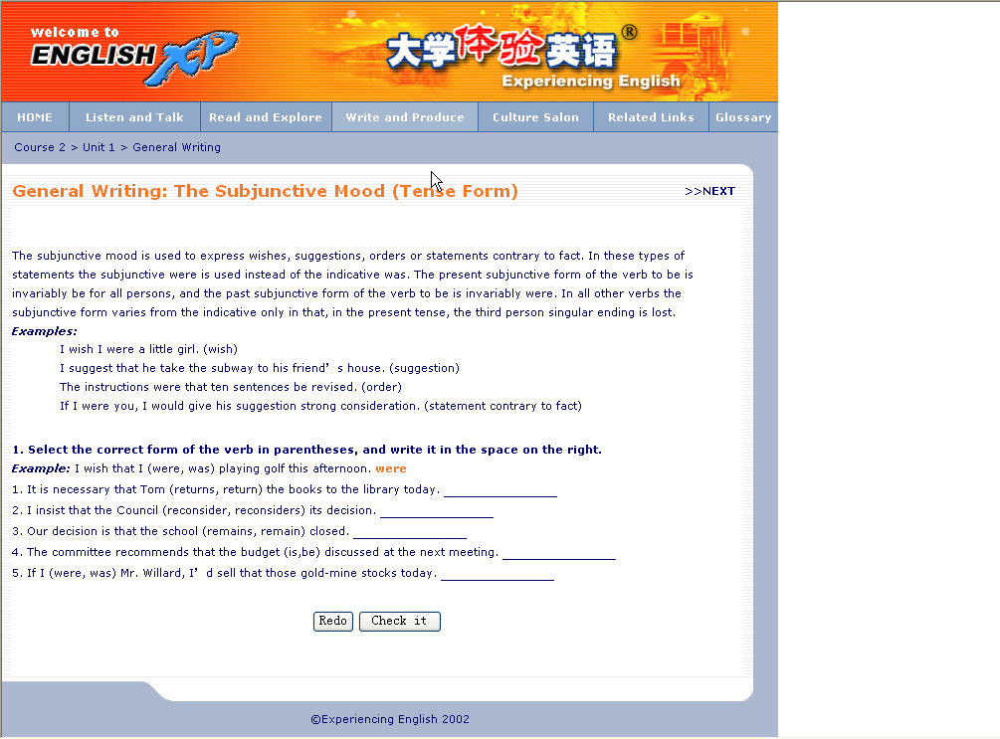 welcome to
ENGLISH XP
大学体验英语®
Experiencing English
HOME Listen and Talk Read and Explore Write and Produce Culture Salon Related Links Glossary
Course 2 > Unit 1 > General Writing
General Writing: The Subjunctive Mood (Tense Form) >>NEXT
The subjunctive mood is used to express wishes, suggestions, orders or statements contrary to fact. In these types of
statements the subjunctive were is used instead of the indicative was. The present subjunctive form of the verb to be is
invariably be for all persons, and the past subjunctive form of the verb to be is invariably were. In all other verbs the
subjunctive form varies from the indicative only in that, in the present tense, the third person singular ending is lost.
Examples:
I wish I were a little girl. (wish)
I suggest that he take the subway to his friend’s house. (suggestion)
The instructions were that ten sentences be revised. (order)
If I were you, I would give his suggestion strong consideration. (statement contrary to fact)
1. Select the correct form of the verb in parentheses, and write it in the space on the right.
Example: I wish that I (were, was) playing golf this afternoon. were
1. It is necessary that Tom (returns, return) the books to the library today.
2. I insist that the Council (reconsider, reconsiders) its decision.
3. Our decision is that the school (remains, remain) closed.
4. The committee recommends that the budget (is,be) discussed at the next meeting.
5. If I (were, was) Mr. Willard, I’d sell that those gold-mine stocks today.
Redo Check it
©Experiencing English 2002